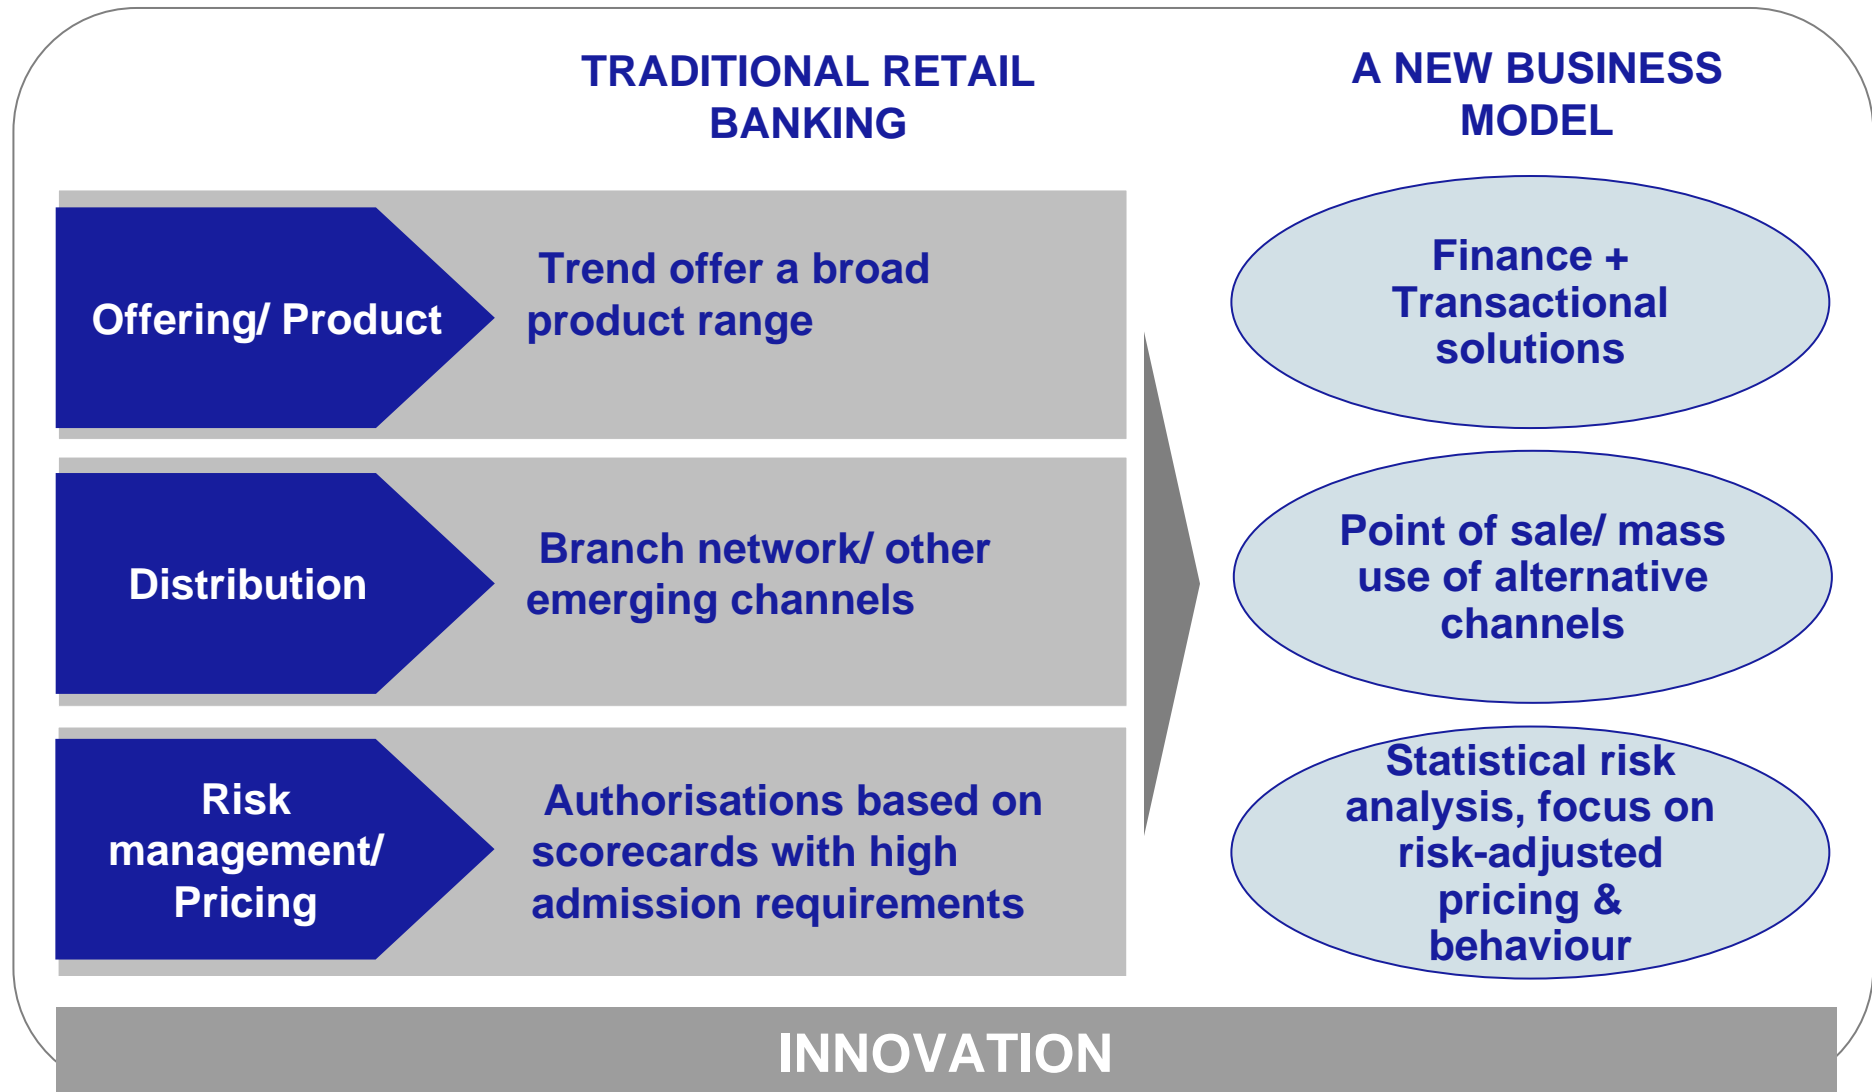 TRADITIONAL RETAIL
BANKING
A NEW BUSINESS
MODEL
Offering/ Product
Trend offer a broad
product range
Finance +
Transactional
solutions
Distribution
Branch network/ other
emerging channels
Point of sale/ mass
use of alternative
channels
Risk
management/
Pricing
Authorisations based on
scorecards with high
admission requirements
Statistical risk
analysis, focus on
risk-adjusted
pricing &
behaviour
INNOVATION